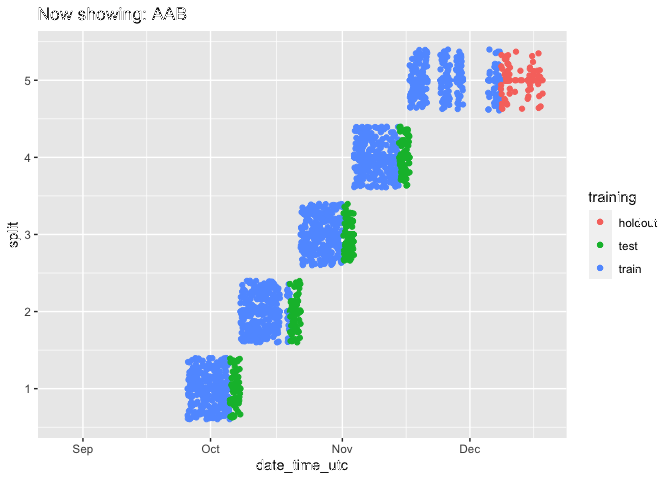 Now showing: AAB
5
4
3
2
1
split
Sep Oct Nov Dec
date_time_utc
training
holdout
test
train